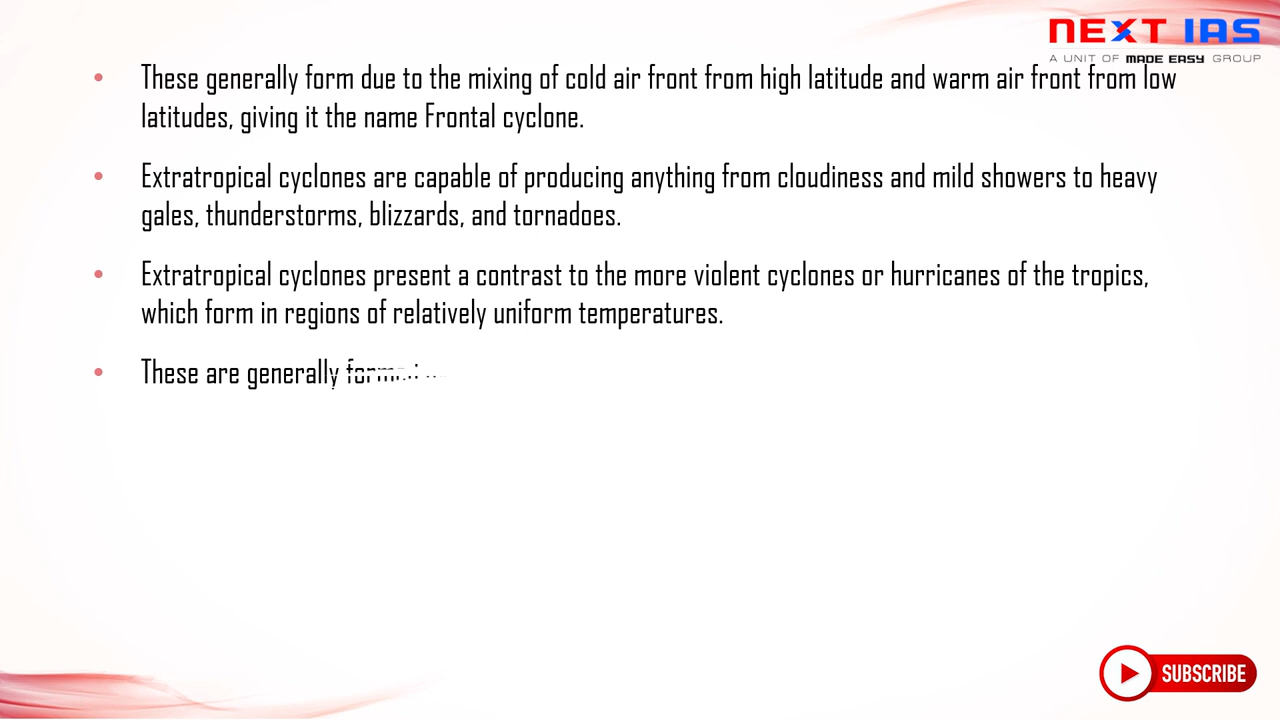 NEXT IAS
A UNIT OF MADE EASY GROUP
These generally form due to the mixing of cold air front from high latitude and warm air front from low
latitudes, giving it the name Frontal cyclone.
Extratropical cyclones are capable of producing anything from cloudiness and mild showers to heavy
gales, thunderstorms, blizzards, and tornadoes.
Extratropical cyclones present a contrast to the more violent cyclones or hurricanes of the tropics,
which form in regions of relatively uniform temperatures.
These are generally
SUBSCRIBE